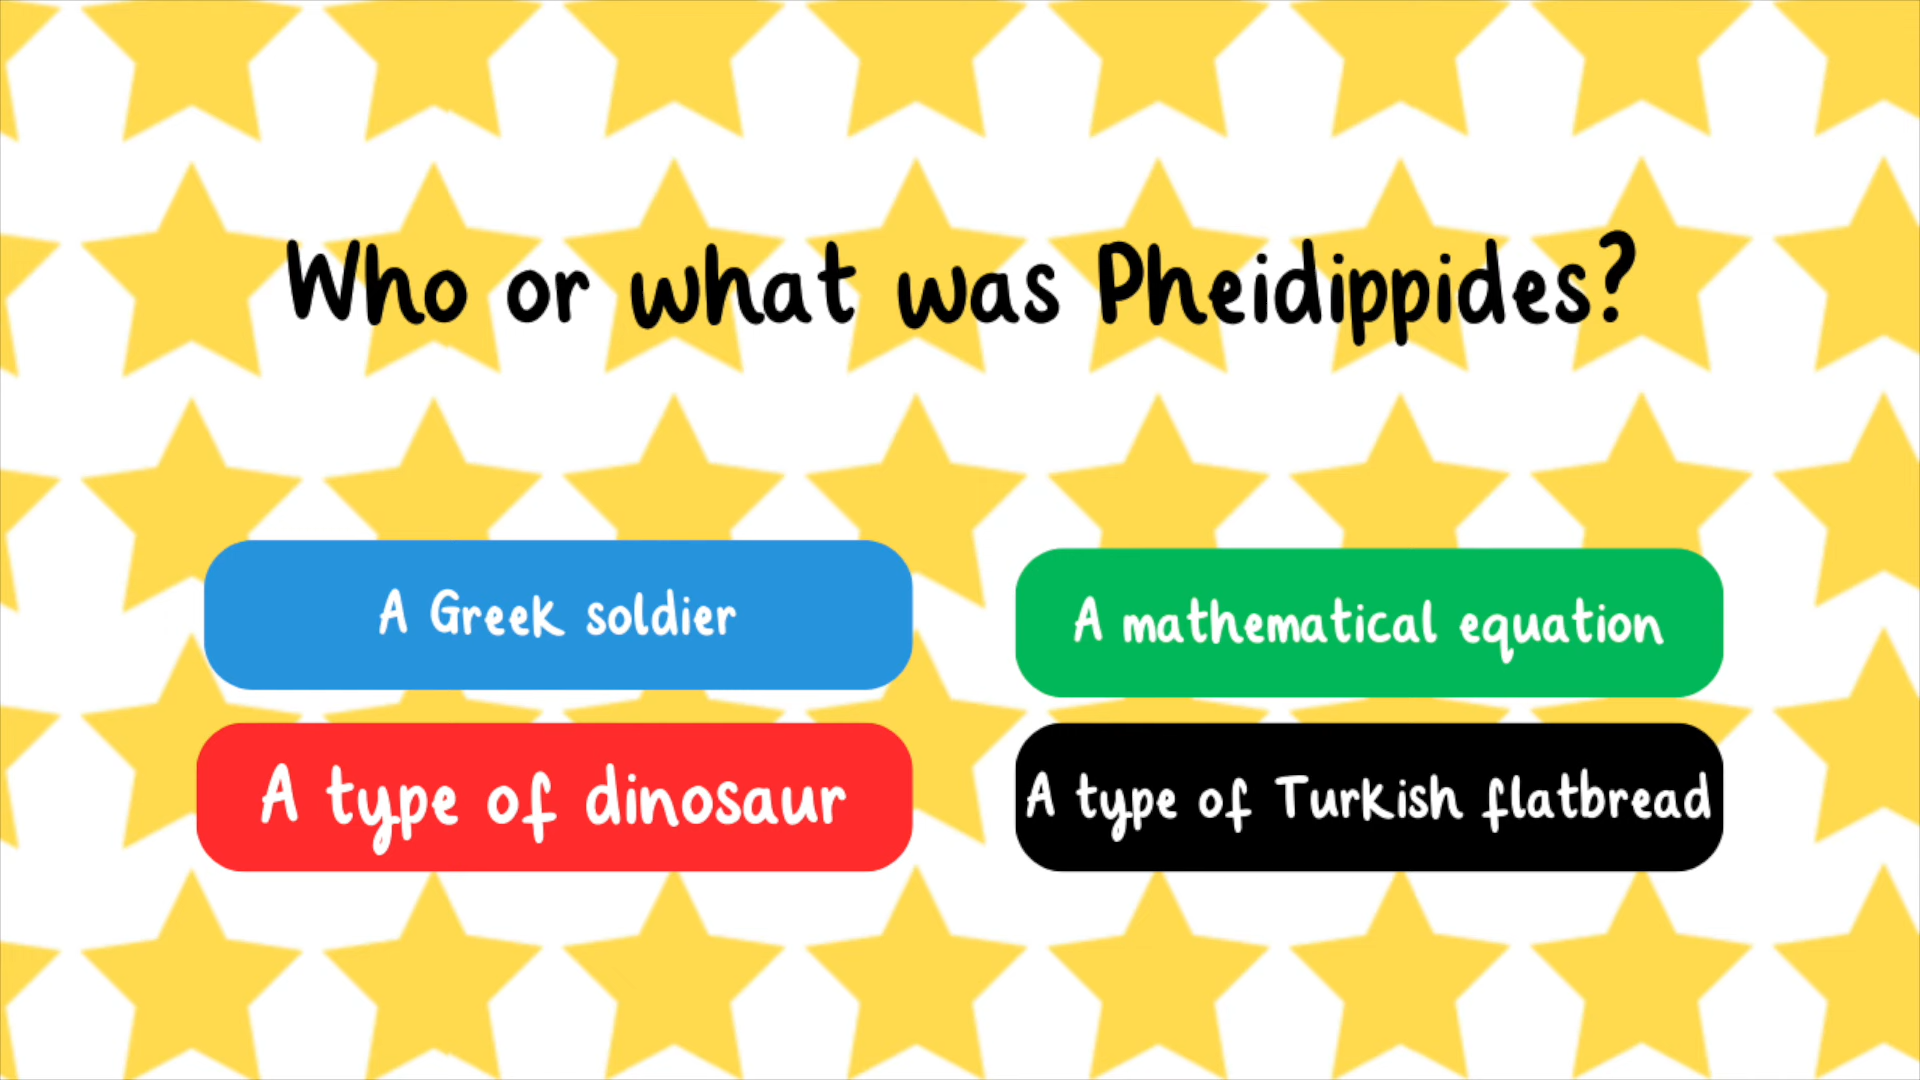 Who or what was Pheidippides?
A Greek soldier
A mathematical equation
A type of dinosaur
A type of Turkish flatbread